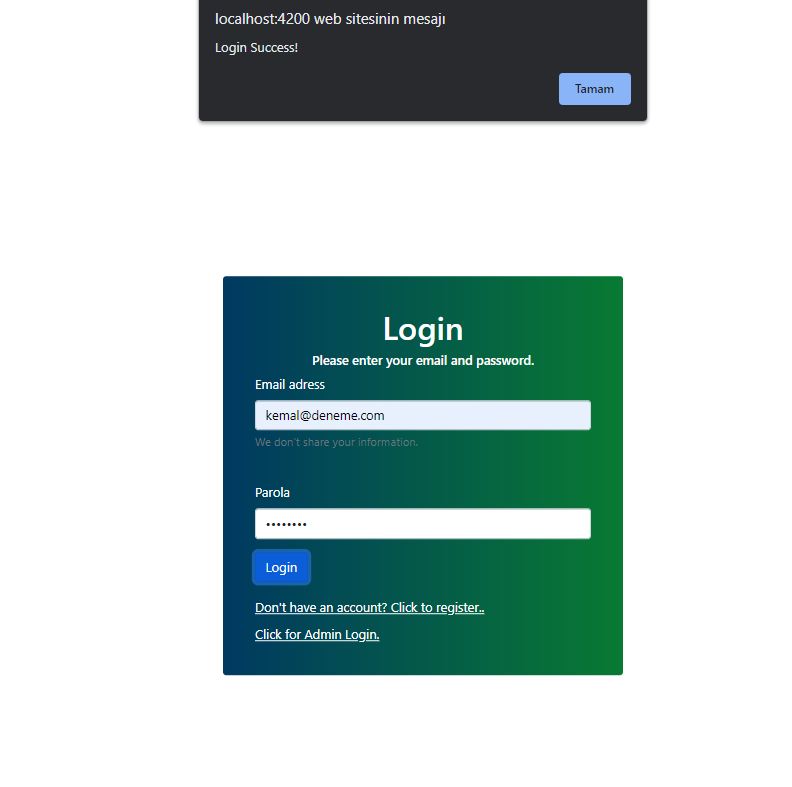 localhost:4200 web sitesinin mesajı
Login Success!
Tamam
Login
Please enter your email and password.
Email adress
kemal@deneme.com
We don't share your information.
Parola
••••••••
Login
Don't have an account? Click to register..
Click for Admin Login.